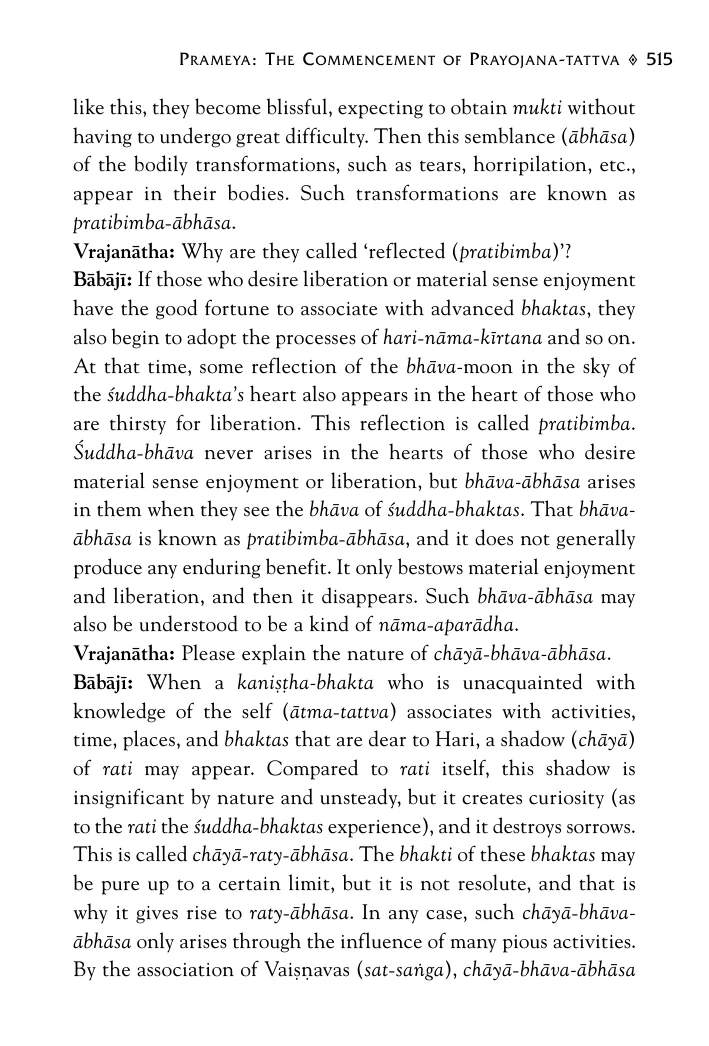 Prameya: The Commencement of Prayojana-tattva ◈ 515
like this, they become blissful, expecting to obtain mukti without
having to undergo great difficulty. Then this semblance (ābhāsa)
of the bodily transformations, such as tears, horripilation, etc.,
appear in their bodies. Such transformations are known as
pratibimba-ābhāsa.
Vrajanātha: Why are they called ‘reflected (pratibimba)’?
Bābājī: If those who desire liberation or material sense enjoyment
have the good fortune to associate with advanced bhaktas, they
also begin to adopt the processes of hari-nāma-kīrtana and so on.
At that time, some reflection of the bhāva-moon in the sky of
the śuddha-bhakta’s heart also appears in the heart of those who
are thirsty for liberation. This reflection is called pratibimba.
Śuddha-bhāva never arises in the hearts of those who desire
material sense enjoyment or liberation, but bhāva-ābhāsa arises
in them when they see the bhāva of śuddha-bhaktas. That bhāva-
ābhāsa is known as pratibimba-ābhāsa, and it does not generally
produce any enduring benefit. It only bestows material enjoyment
and liberation, and then it disappears. Such bhāva-ābhāsa may
also be understood to be a kind of nāma-aparādha.
Vrajanātha: Please explain the nature of chāyā-bhāva-ābhāsa.
Bābājī: When a kaniṣṭha-bhakta who is unacquainted with
knowledge of the self (ātma-tattva) associates with activities,
time, places, and bhaktas that are dear to Hari, a shadow (chāyā)
of rati may appear. Compared to rati itself, this shadow is
insignificant by nature and unsteady, but it creates curiosity (as
to the rati the śuddha-bhaktas experience), and it destroys sorrows.
This is called chāyā-raty-ābhāsa. The bhakti of these bhaktas may
be pure up to a certain limit, but it is not resolute, and that is
why it gives rise to raty-ābhāsa. In any case, such chāyā-bhāva-
ābhāsa only arises through the influence of many pious activities.
By the association of Vaiṣṇavas (sat-saṅga), chāyā-bhāva-ābhāsa